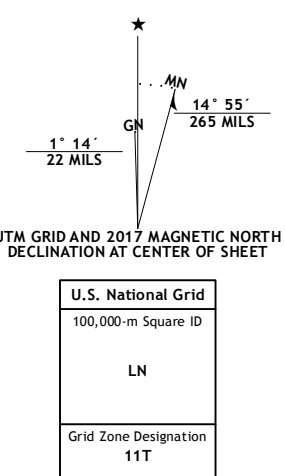 ★
MN
GN
14° 55´
265 MILS
1° 14´
22 MILS
UTM GRID AND 2017 MAGNETIC NORTH
DECLINATION AT CENTER OF SHEET
U.S. National Grid
100,000-m Square ID
LN
Grid Zone Designation
11T